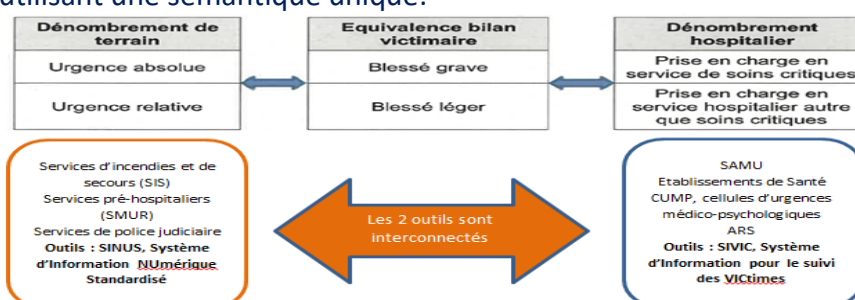 utilisant une sémantique unique.
Dénombrement de
terrain
Urgence absolue
Urgence relative
Equivalence bilan
victimaire
Blessé grave
Blessé léger
Dénombrement
hospitalier
Prise en charge en
service de soins critiques
Prise en charge en
service hospitalier autre
que soins critiques
Services d'incendies et de
secours (SIS)
Services pré-hospitaliers
(SMUR)
Services de police judiciaire
Outils : SINUS, Système
d'Information NUmérique
Standardisé
Les 2 outils sont
interconnectés
SAMU
Etablissements de Santé
CUMP, cellules d'urgences
médico-psychologiques
ARS
Outils : SIVIC, Système
d'Information pour le suivi
des VICtimes